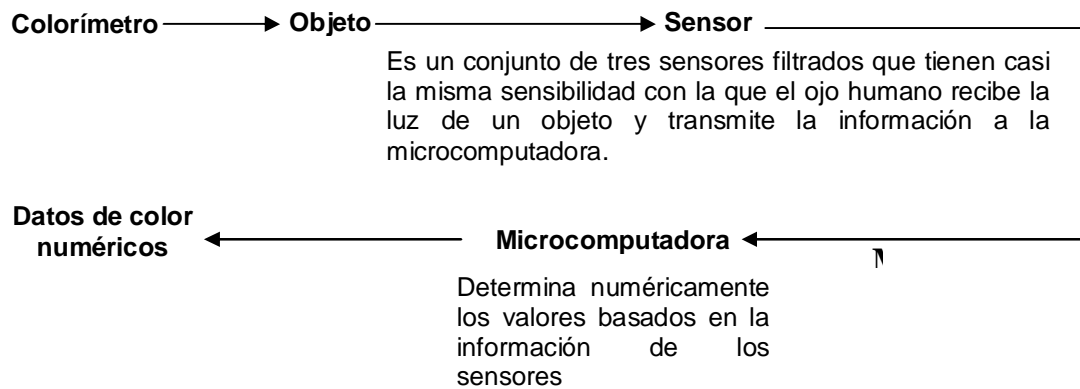 Colorímetro Objeto Sensor
Es un conjunto de tres sensores filtrados que tienen casi
la misma sensibilidad con la que el ojo humano recibe la
luz de un objeto y transmite la información a la
microcomputadora.
Datos de color
numéricos
Microcomputadora
Determina numéricamente
los valores basados en la
información de los
sensores